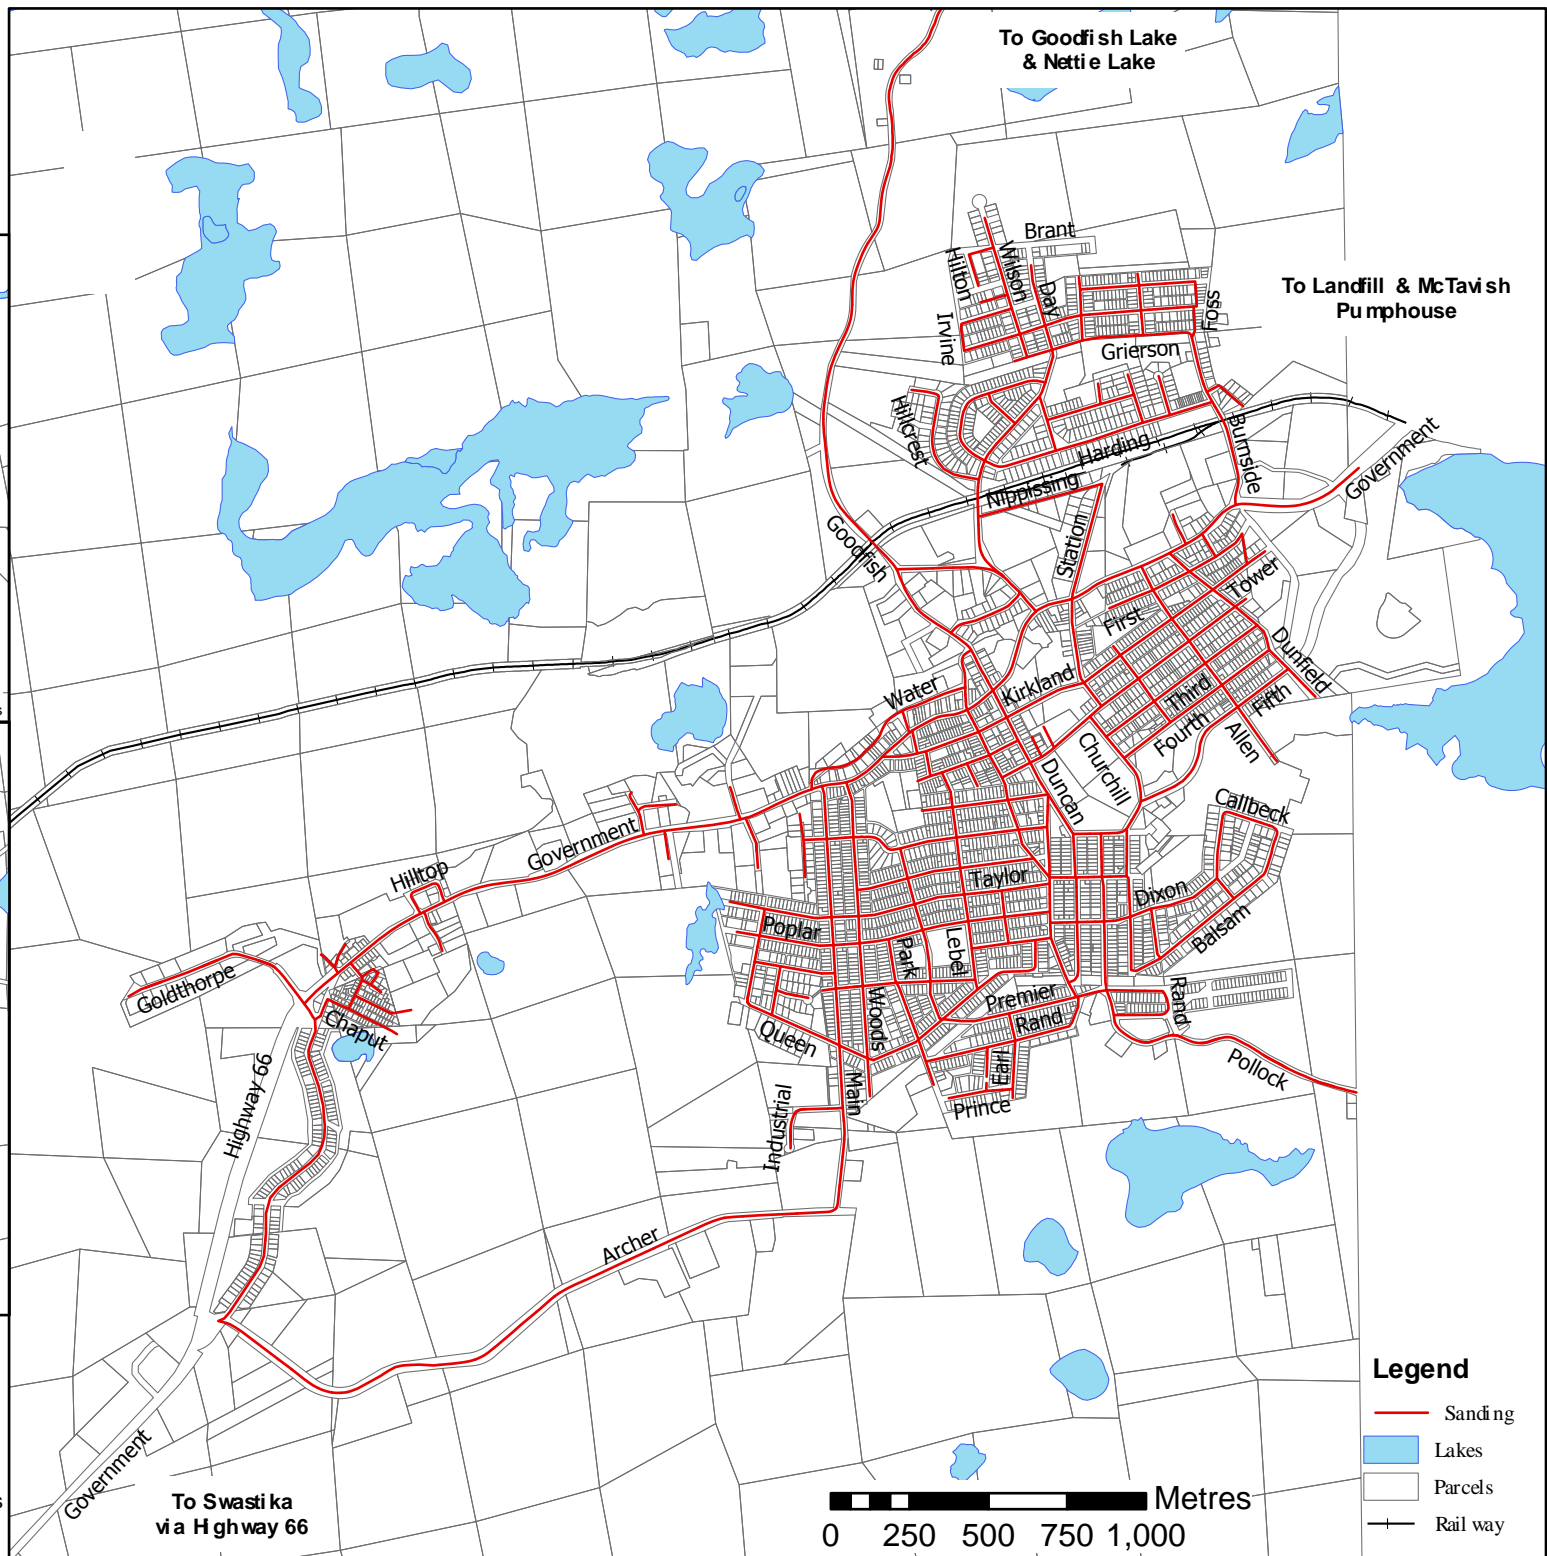 To Goodfish Lake
& Nettie Lake
Brant
Wilson
Hilton
Day
Irvine
Foss
To Landfill & McTavish
Pumphouse
Grierson
Hillcrest
Harding
Burnside
Government
Nippissing
Goodfish
Station
Tower
First
Dunfield
Water
Kirkland
Third
Fifth
Fourth
Allen
Churchill
Duncan
Callbeck
Government
Hilltop
Taylor
Dixon
Balsam
Poplar
Park
Lebel
Goldthorpe
Chaput
Woods
Queen
Premier
Rand
Rand
Earl
Pollock
Prince
Main
Industrial
Highway 66
Archer
Government
To Swastika
via Highway 66
Legend
Sanding
Lakes
Parcels
Rail way
Metres
0 250 500 750 1,000